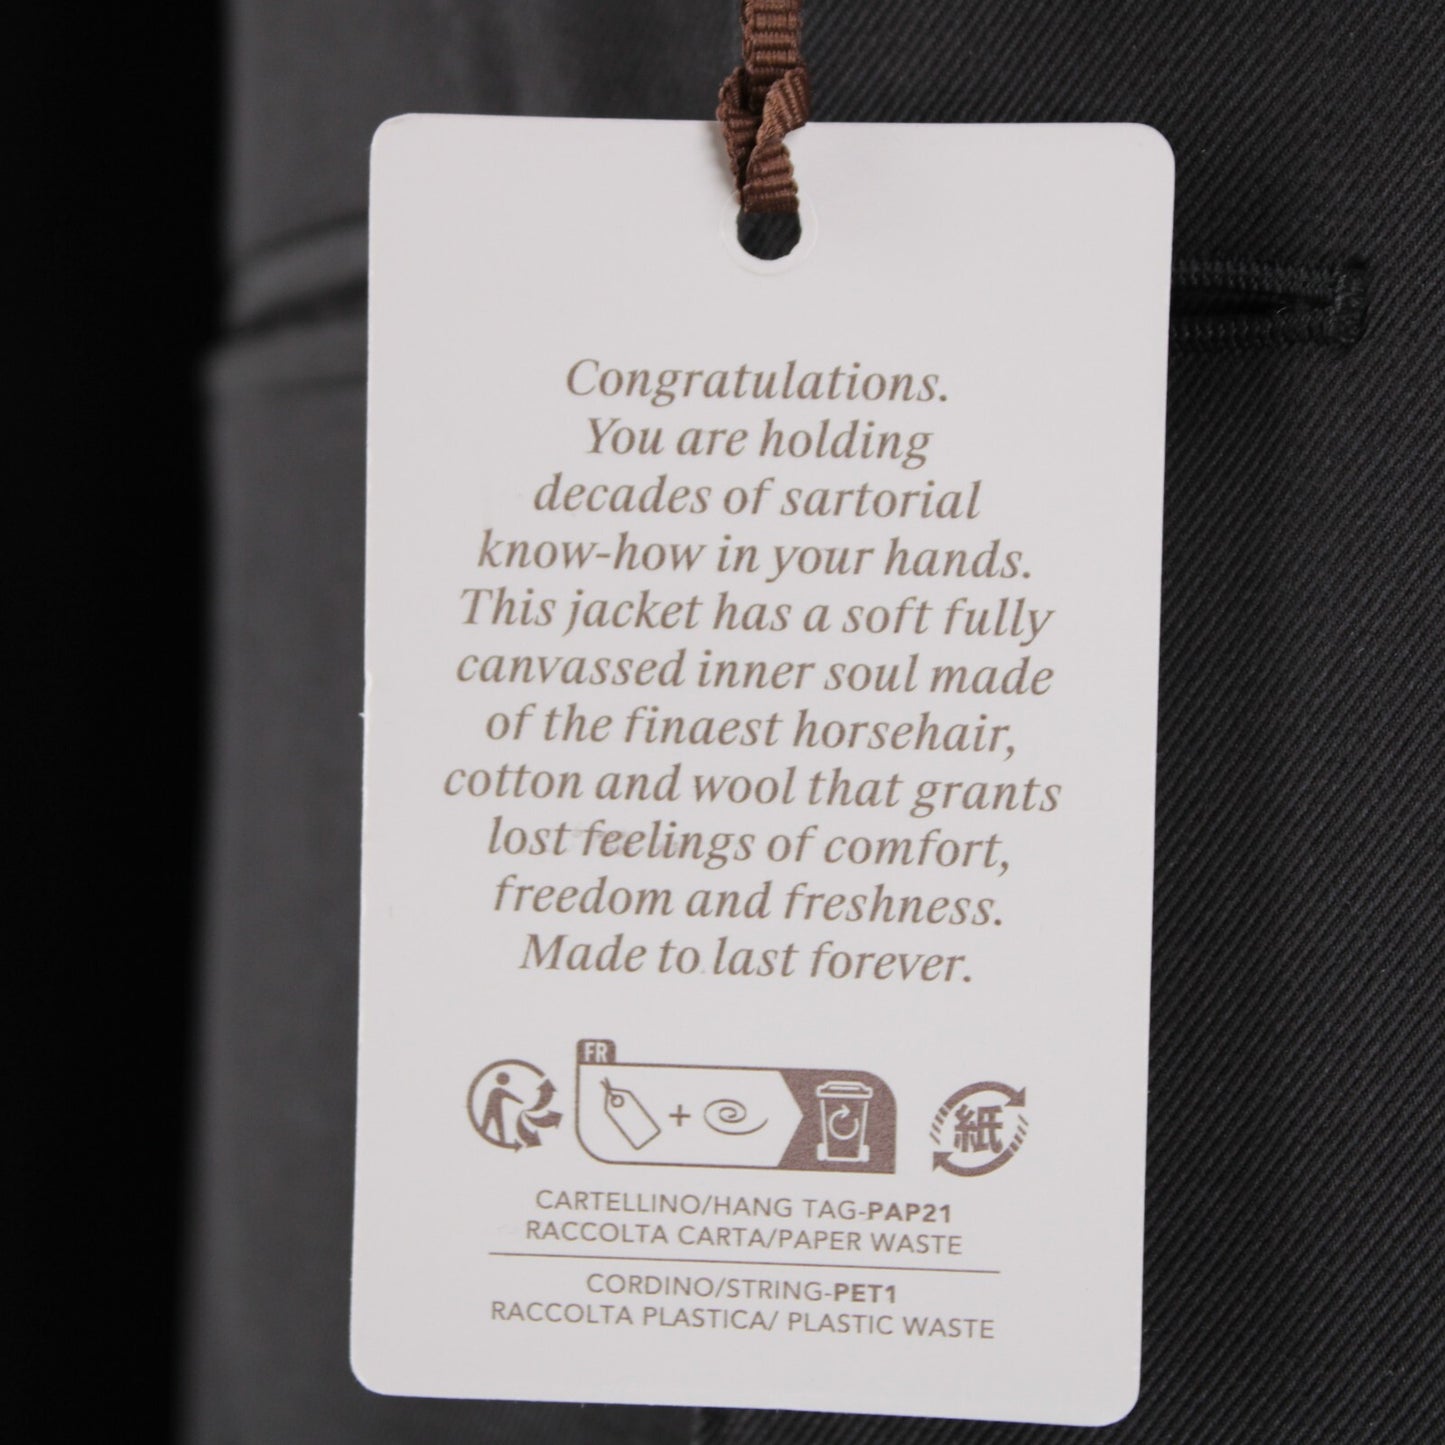 Congratulations.
You are holding
decades of sartorial
know-how in your hands.
This jacket has a soft fully
canvassed inner soul made
of the finaest horsehair,
cotton and wool that grants
lost feelings of comfort,
freedom and freshness.
Made to last forever.
FR
紙
CARTELLINO/HANG TAG-PAP21
RACCOLTA CARTA/PAPER WASTE
CORDINO/STRING-PET1
RACCOLTA PLASTICA/ PLASTIC WASTE